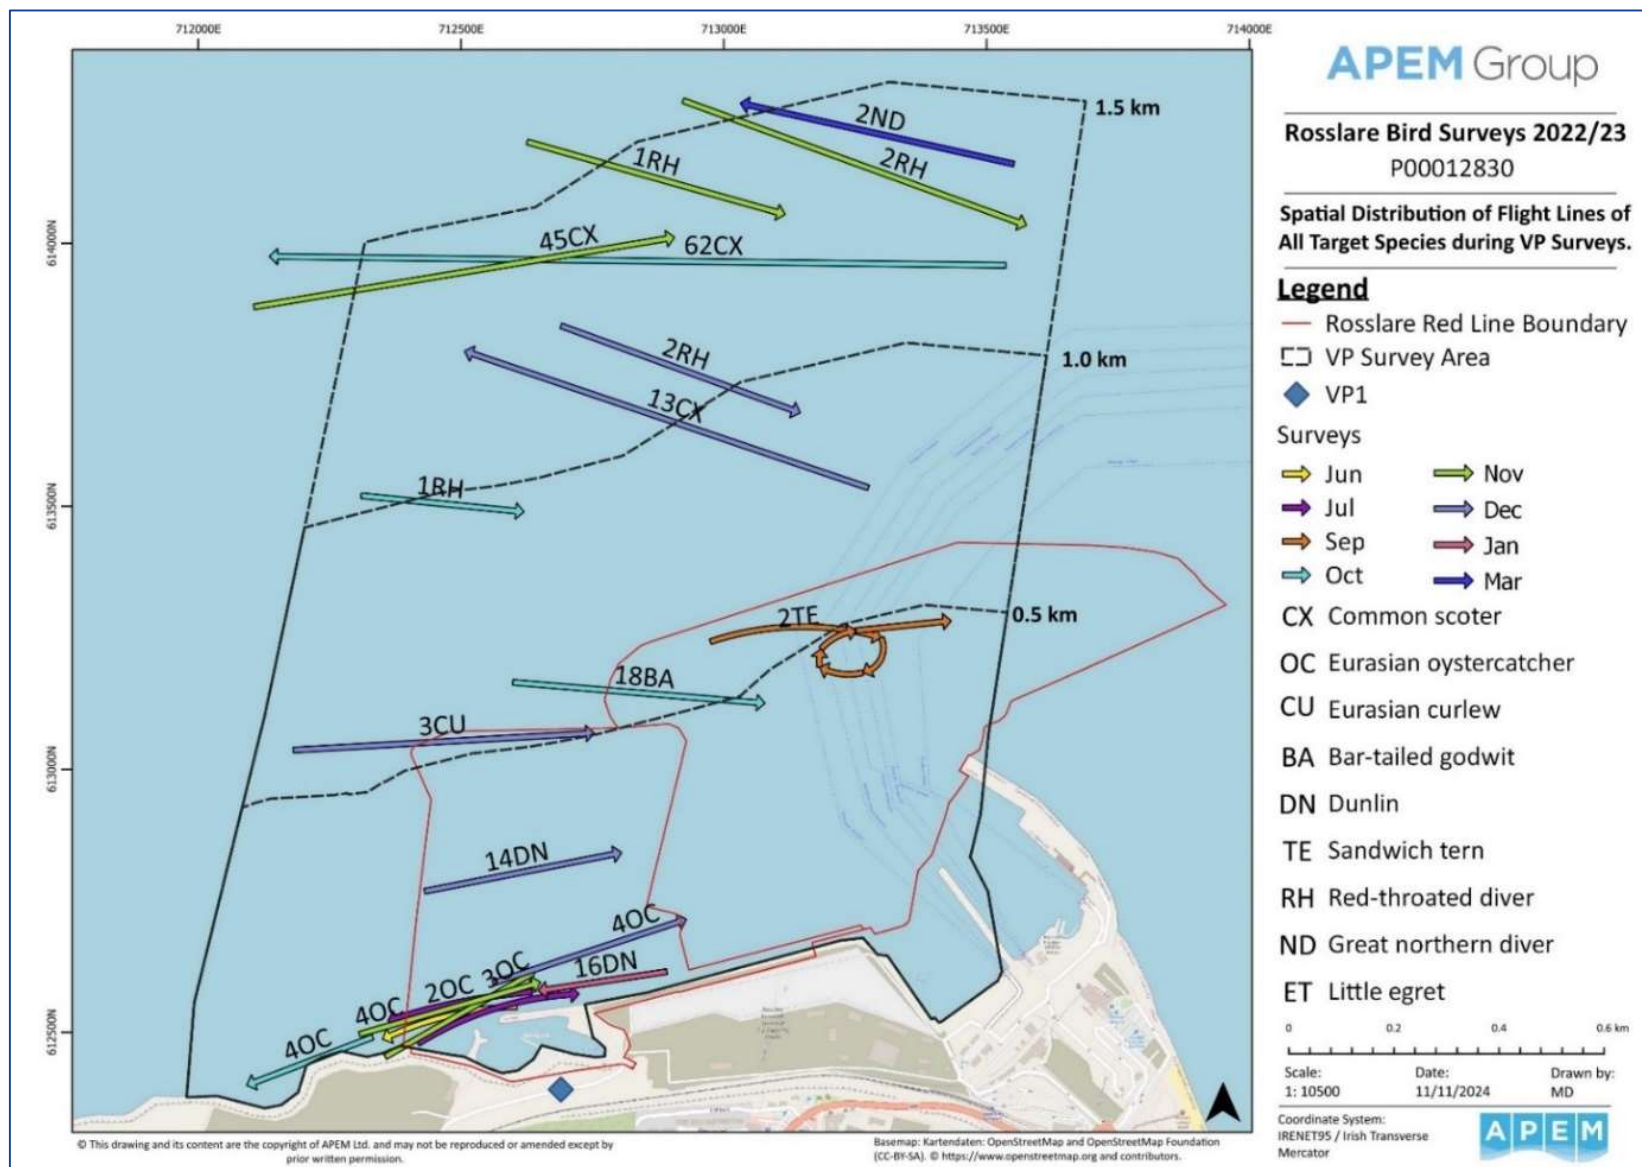 712000E
712500E
713000E
713500E
714000E
614000N
613500N
613000N
612500N
1.5 km
2ND
1RH
2RH
45CX
62CX
2RH
1.0 km
13CX
1RH
0.5 km
2TE
18BA
3CU
14DN
4OC
3OC
16DN
2OC
4OC
4OC
© This drawing and its content are the copyright of APEM Ltd. and may not be reproduced or amended except by
prior written permission.
Basemap: Kartendaten: OpenStreetMap and OpenStreetMap Foundation
(CC-BY-SA). © https://www.openstreetmap.org and contributors.
APEM Group
Rosslare Bird Surveys 2022/23
P00012830
Spatial Distribution of Flight Lines of
All Target Species during VP Surveys.
Legend
Rosslare Red Line Boundary
VP Survey Area
VP1
Surveys
Jun
Nov
Jul
Dec
Sep
Jan
Oct
Mar
CX Common scoter
OC Eurasian oystercatcher
CU Eurasian curlew
BA Bar-tailed godwit
DN Dunlin
TE Sandwich tern
RH Red-throated diver
ND Great northern diver
ET Little egret
0 0.2 0.4 0.6 km
Scale: Date: Drawn by:
1: 10500 11/11/2024 MD
Coordinate System:
IRENET95 / Irish Transverse
Mercator
APEM